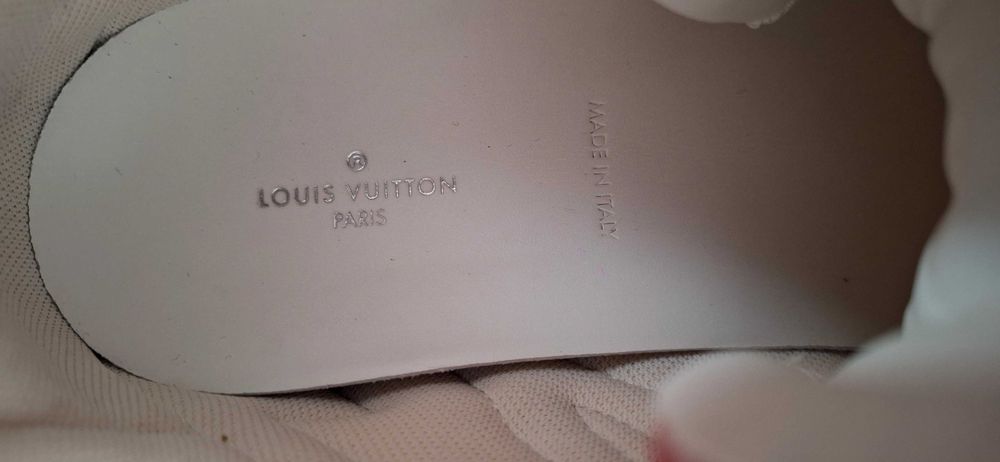 ®
LOUIS VUITTON
PARIS
MADE IN ITALY